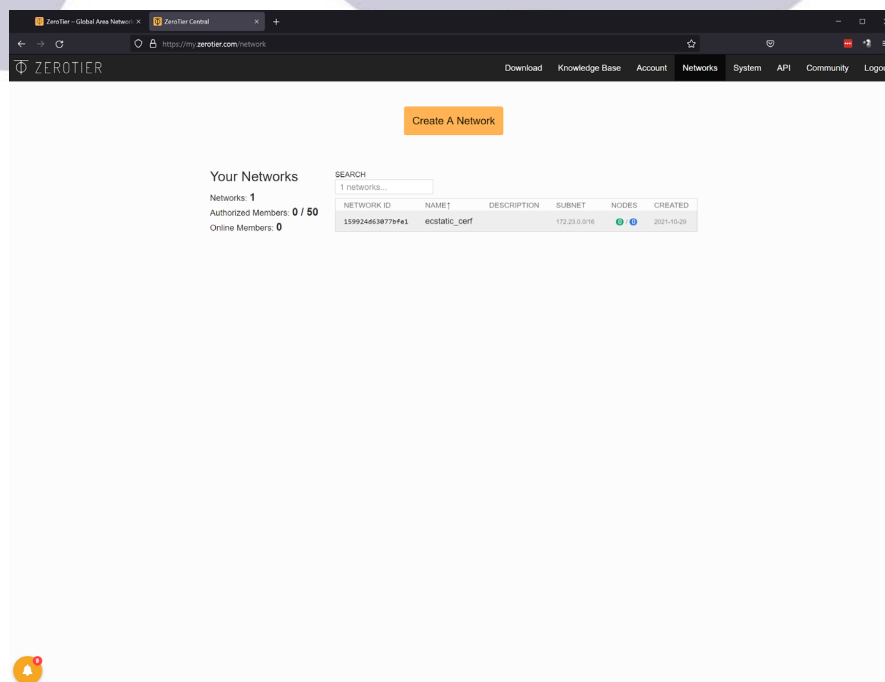 ZeroTier – Global Area Network
ZeroTier Central
https://my.zerotier.com/network
ZEROTIER
Download Knowledge Base Account Networks System API Community Logou
Create A Network
Your Networks
Networks: 1
Authorized Members: 0 / 50
Online Members: 0
SEARCH
1 networks...
NETWORK ID NAME↑ DESCRIPTION SUBNET NODES CREATED
159924d63077bfe1 ecstatic_cerf 172.23.0.0/16 0 / 0 2021-10-29